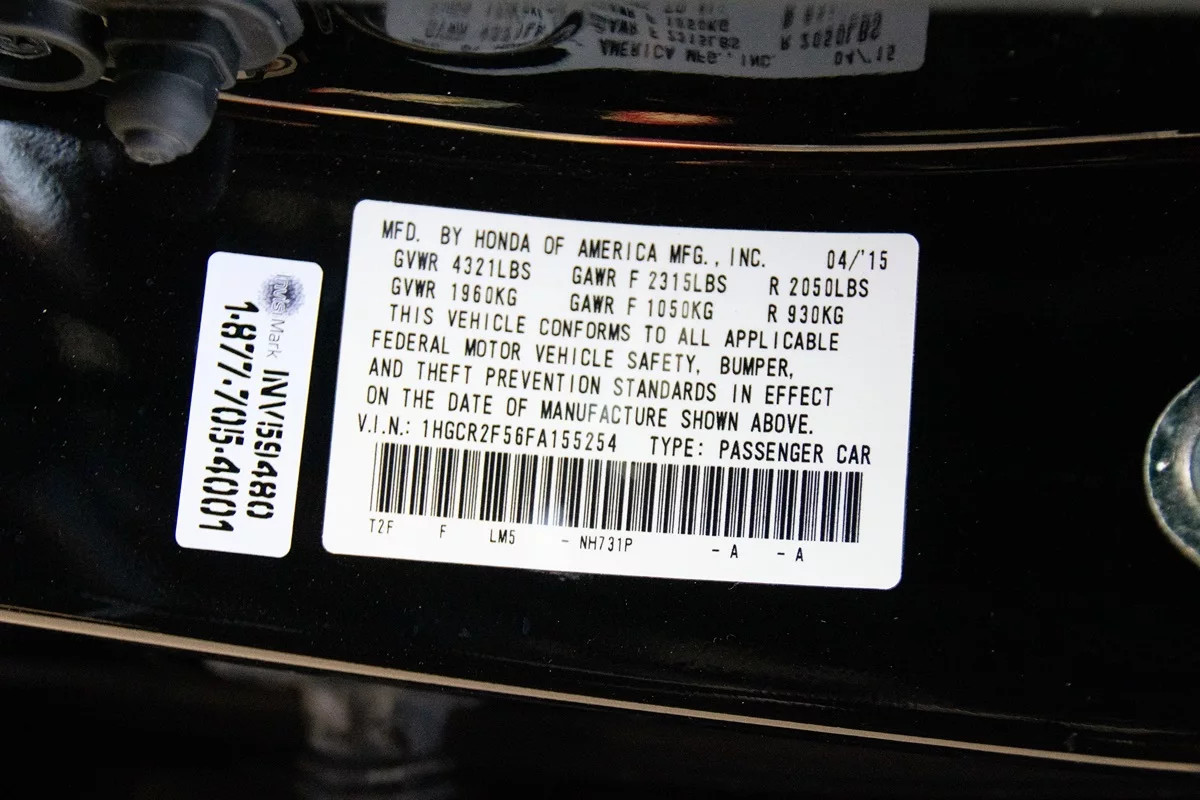 MFD. BY HONDA OF AMERICA MFG., INC. 04/'15
GVWR 4321LBS GAWR F 2315LBS R 2050LBS
GVWR 1960KG GAWR F 1050KG R 930KG
THIS VEHICLE CONFORMS TO ALL APPLICABLE
FEDERAL MOTOR VEHICLE SAFETY, BUMPER,
AND THEFT PREVENTION STANDARDS IN EFFECT
ON THE DATE OF MANUFACTURE SHOWN ABOVE.
V.I.N.: 1HGCR2F56FA155254 TYPE: PASSENGER CAR
T2F F LM5 - NH731P - A - A
Mark INV159480
1·877·705·4001